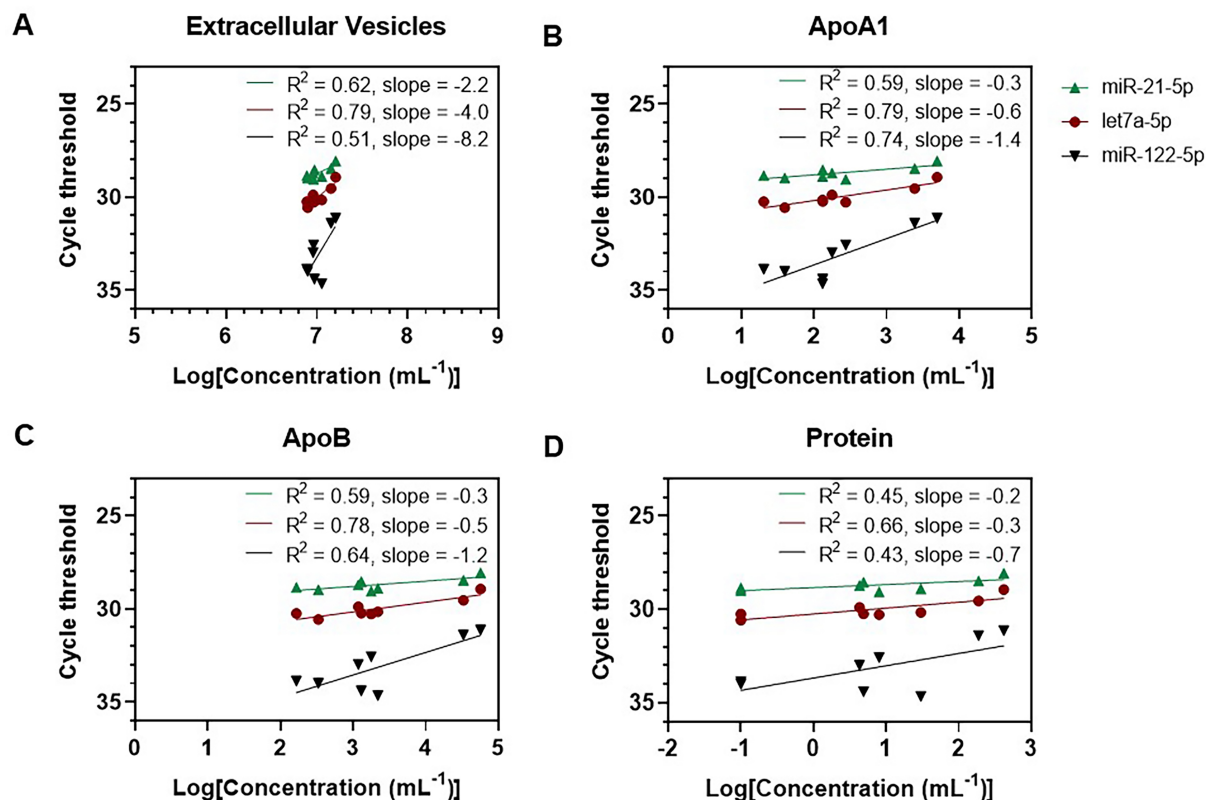 A
Extracellular Vesicles
R² = 0.62, slope = -2.2
R² = 0.79, slope = -4.0
R² = 0.51, slope = -8.2
Cycle threshold
25
30
35
5 6 7 8 9
Log[Concentration (mL⁻¹)]
B
ApoA1
R² = 0.59, slope = -0.3
R² = 0.79, slope = -0.6
R² = 0.74, slope = -1.4
Cycle threshold
25
30
35
0 1 2 3 4 5
Log[Concentration (mL⁻¹)]
miR-21-5p
let7a-5p
miR-122-5p
C
ApoB
R² = 0.59, slope = -0.3
R² = 0.78, slope = -0.5
R² = 0.64, slope = -1.2
Cycle threshold
25
30
35
0 1 2 3 4 5
Log[Concentration (mL⁻¹)]
D
Protein
R² = 0.45, slope = -0.2
R² = 0.66, slope = -0.3
R² = 0.43, slope = -0.7
Cycle threshold
25
30
35
-2 -1 0 1 2 3
Log[Concentration (mL⁻¹)]